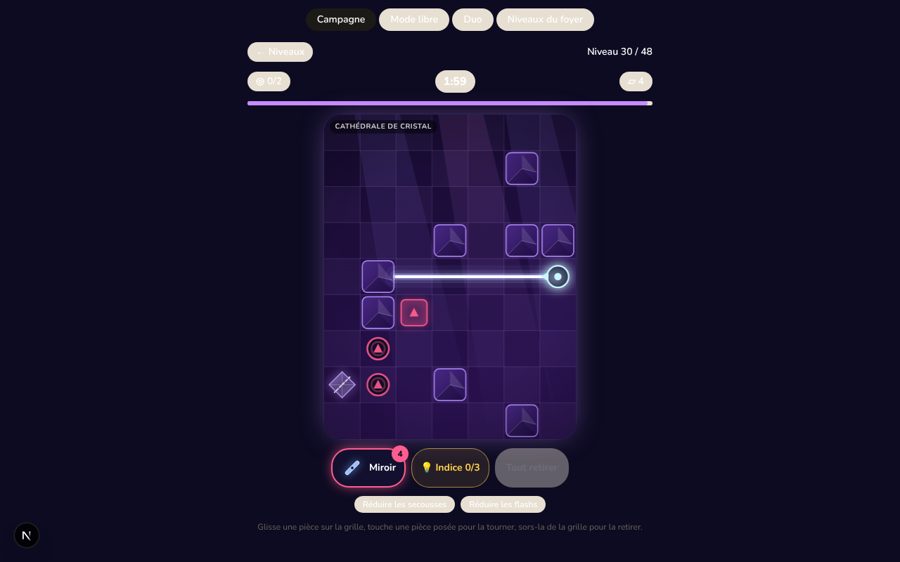 Campagne
Mode libre
Duo
Niveaux du foyer
← Niveaux
Niveau 30 / 48
0/2
1:59
4
CATHÉDRALE DE CRISTAL
Miroir
4
Indice 0/3
Tout retirer
Réduire les secousses
Réduire les flashs
Glisse une pièce sur la grille, touche une pièce posée pour la tourner, sors-la de la grille pour la retirer.
N